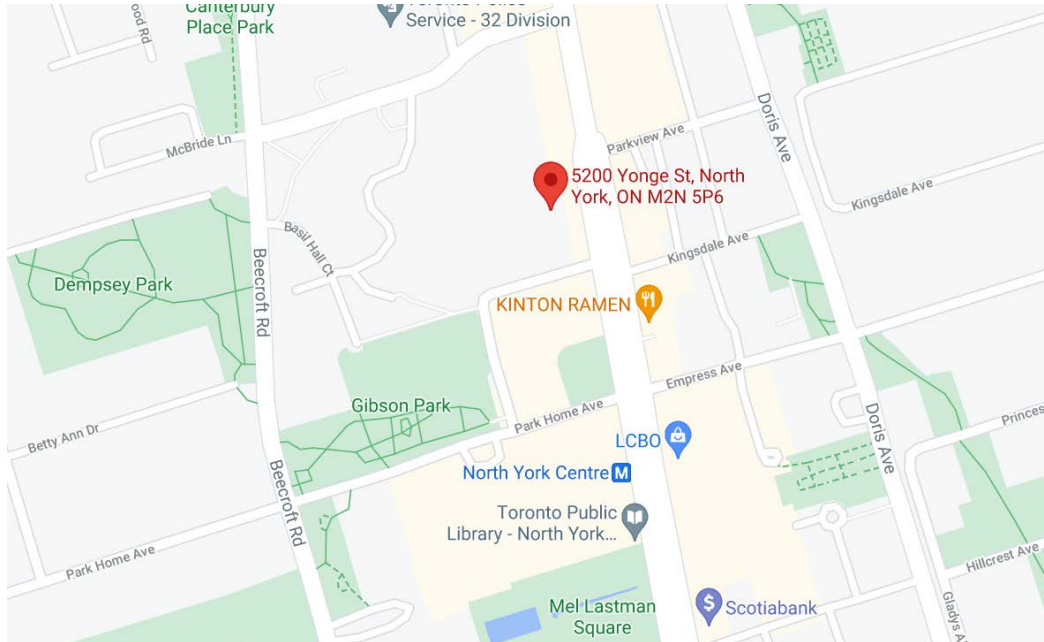 Canterbury
Place Park
Service - 32 Division
McBride Ln
Parkview Ave
Doris Ave
5200 Yonge St, North
York, ON M2N 5P6
Kingsdale Ave
Basil Hall Ct
Kingsdale Ave
Dempsey Park
Beecroft Rd
KINTON RAMEN
Empress Ave
Gibson Park
Park Home Ave
Betty Ann Dr
LCBO
Doris Ave
Princes
North York Centre M
Beecroft Rd
Toronto Public
Library - North York...
Park Home Ave
Hillcrest Ave
Mel Lastman
Square
$ Scotiabank